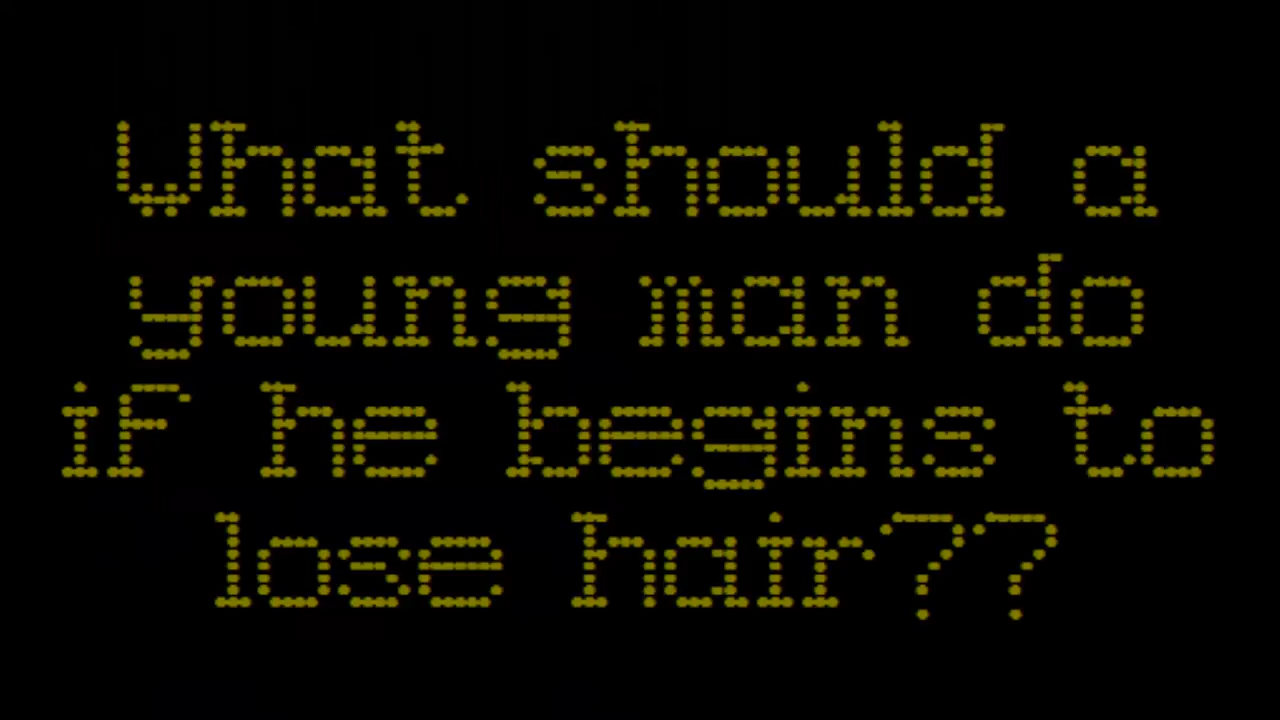 What should a
young man do
if he begins to
lose hair??